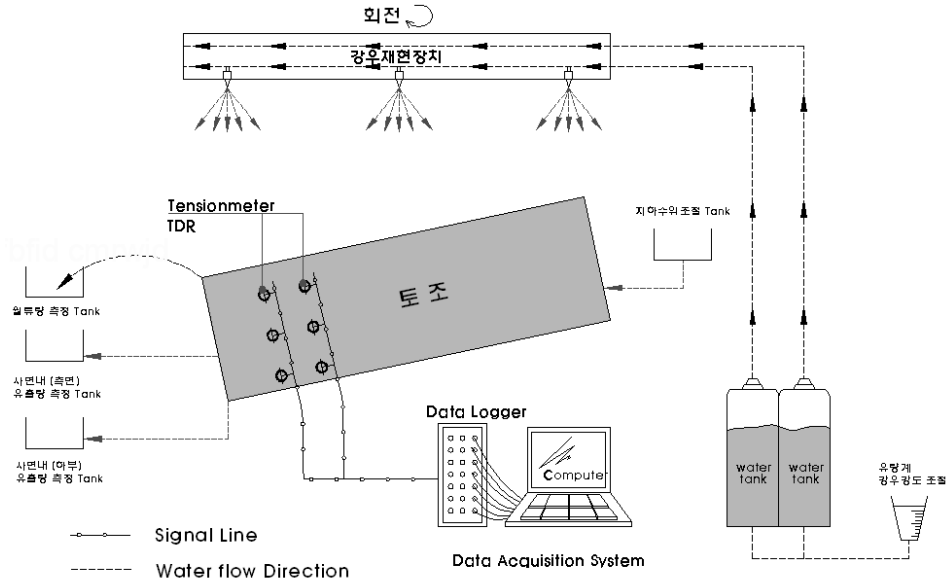 회전
강우재현장치
Tensionmeter
TDR
지하수위조절 Tank
토조
월류량 측정 Tank
사면내 (측면)
유출량 측정 Tank
사면내 (하부)
유출량 측정 Tank
Data Logger
Computer
water
tank
water
tank
유량계
강우강도 조절
Signal Line
Data Acquisition System
Water flow Direction